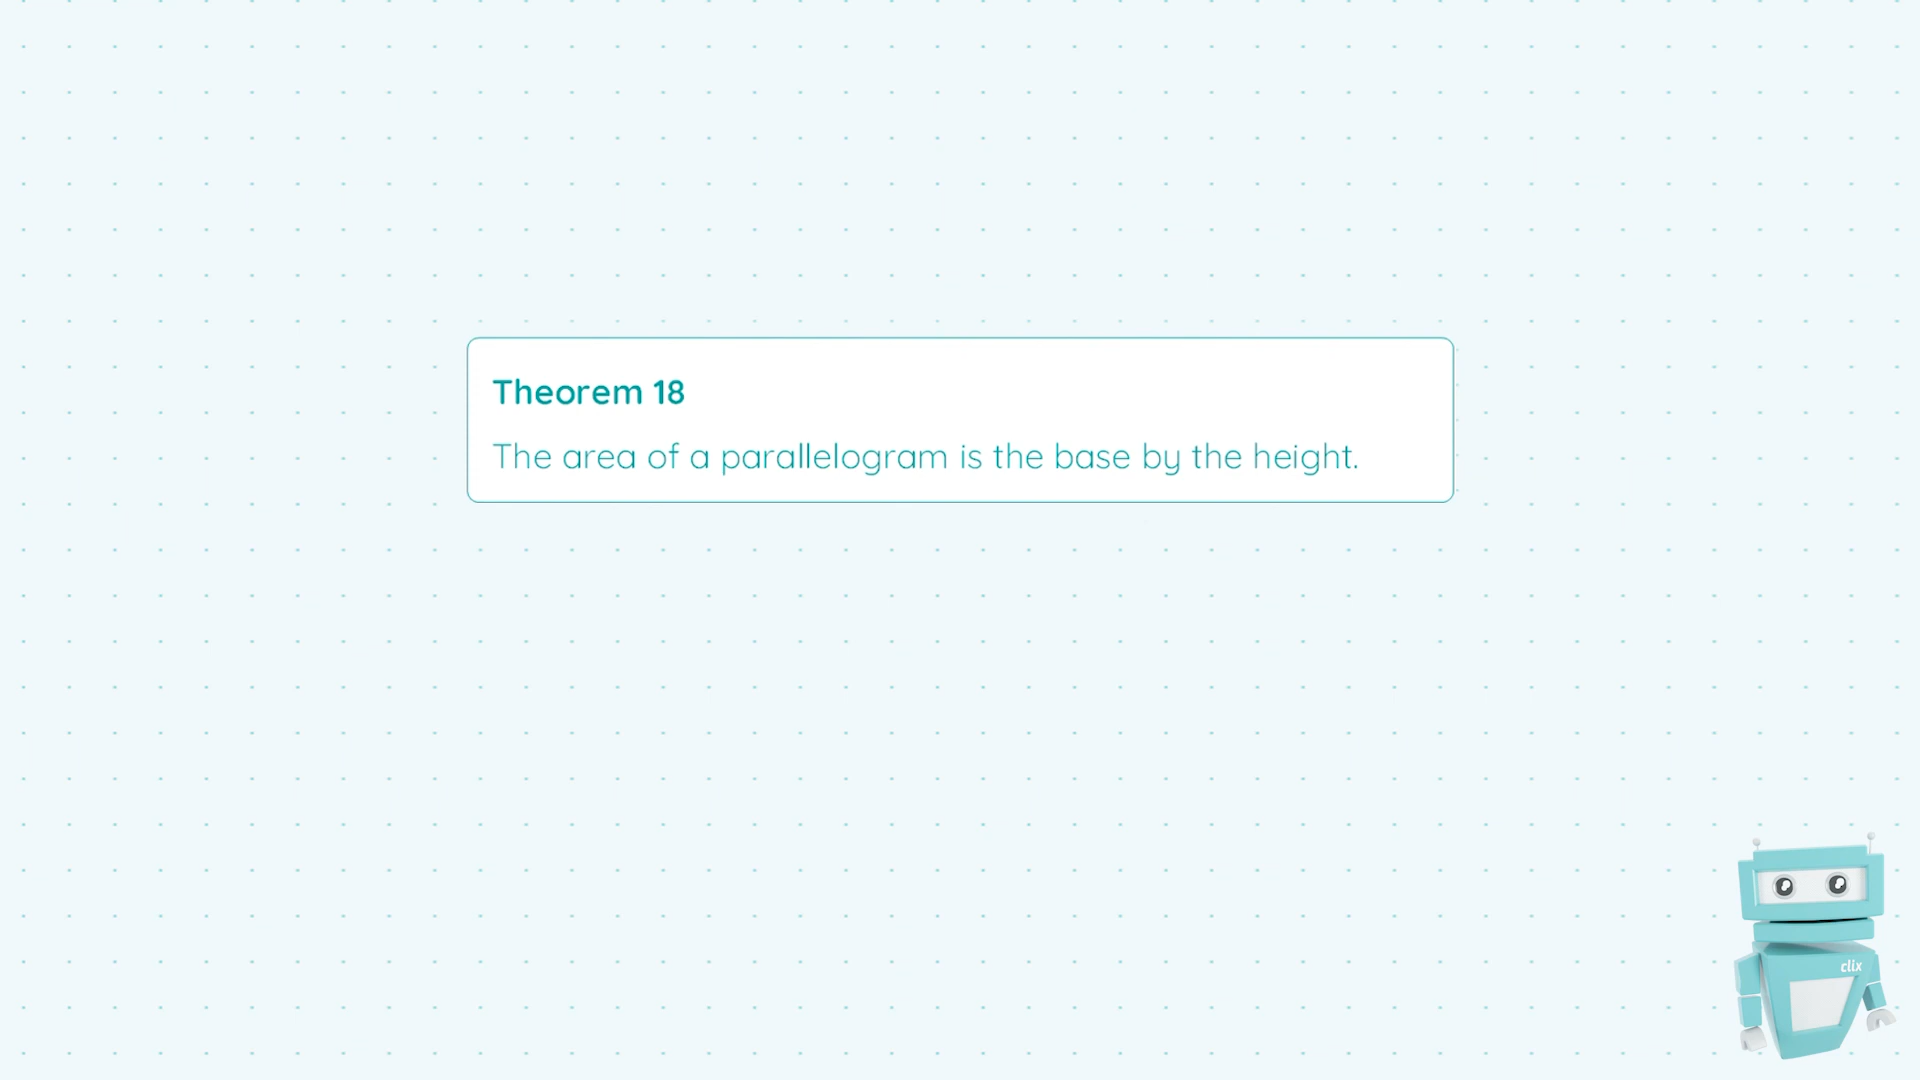 Theorem 18
The area of a parallelogram is the base by the height.
clix